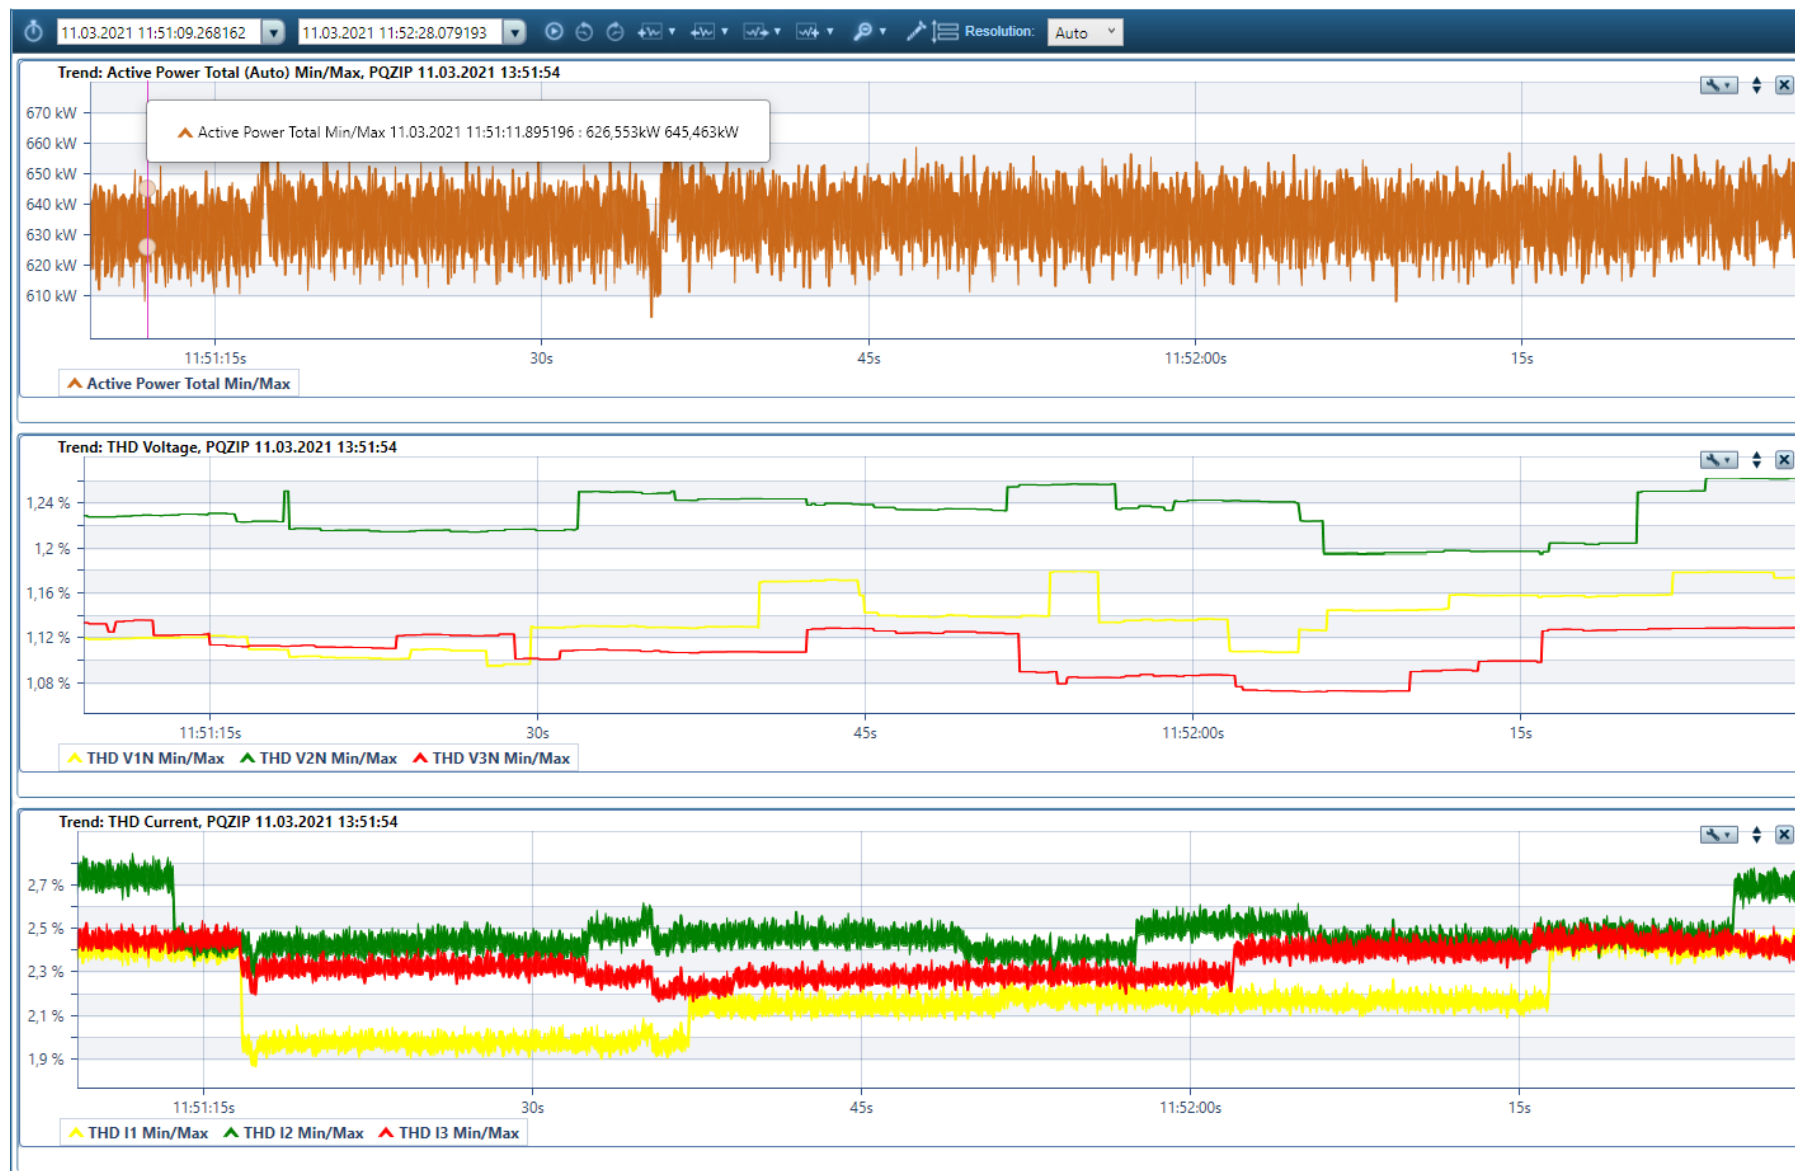 11.03.2021 11:51:09.268162 11.03.2021 11:52:28.079193 Resolution: Auto
Trend: Active Power Total (Auto) Min/Max, PQZIP 11.03.2021 13:51:54
Active Power Total Min/Max 11.03.2021 11:51:11.895196 : 626,553kW 645,463kW
670 kW
660 kW
650 kW
640 kW
630 kW
620 kW
610 kW
11:51:15s 30s 45s 11:52:00s 15s
Active Power Total Min/Max
Trend: THD Voltage, PQZIP 11.03.2021 13:51:54
1,24 %
1,2 %
1,16 %
1,12 %
1,08 %
11:51:15s 30s 45s 11:52:00s 15s
THD V1N Min/Max THD V2N Min/Max THD V3N Min/Max
Trend: THD Current, PQZIP 11.03.2021 13:51:54
2,7 %
2,5 %
2,3 %
2,1 %
1,9 %
11:51:15s 30s 45s 11:52:00s 15s
THD I1 Min/Max THD I2 Min/Max THD I3 Min/Max